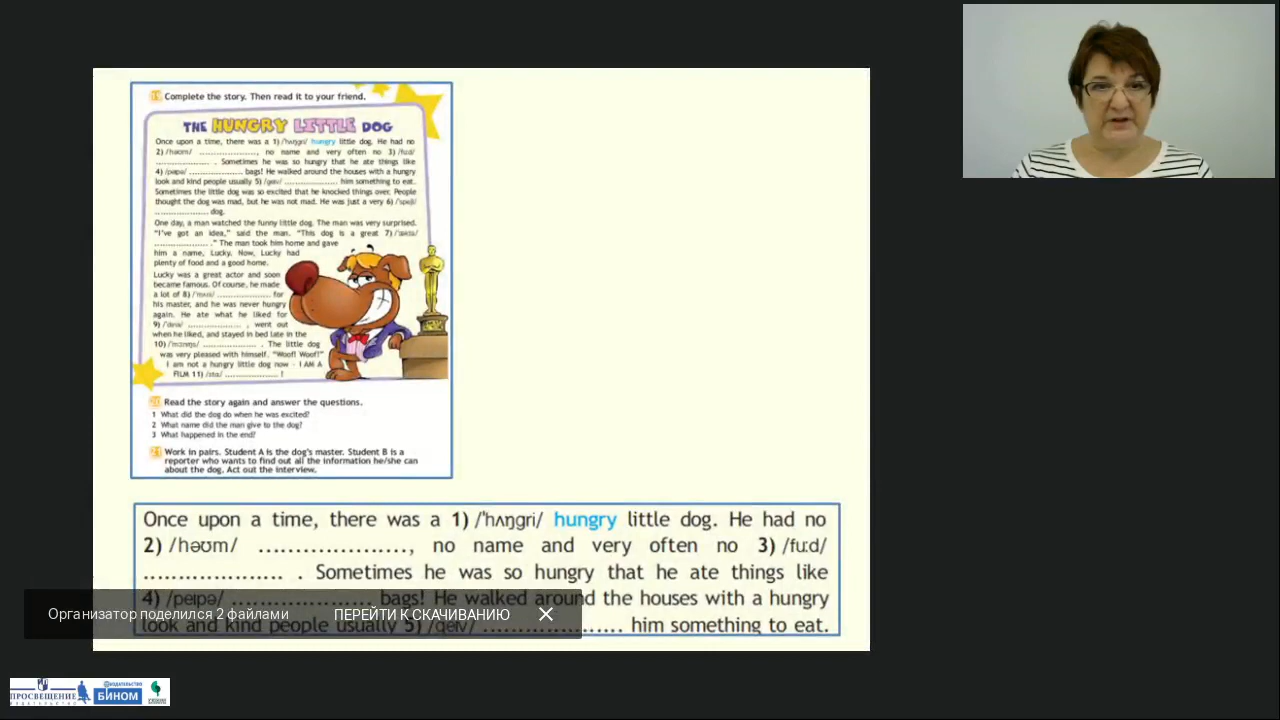 Complete the story. Then read it to your friend.
THE HUNGRY LITTLE DOG
Once upon a time, there was a 1) /ˈhʌŋgri/ hungry little dog. He had no
2) /həʊm/ ...................., no name and very often no 3) /fuːd/
................... . Sometimes he was so hungry that he ate things like
4) /peɪpə/ ................... bags! He walked around the houses with a hungry
look and kind people usually 5) /geɪv/ ................... him something to eat.
Sometimes the little dog was so excited that he knocked things over. People
thought the dog was mad, but he was not mad. He was just a very 6)
................... dog.
One day, a man watched the funny little dog. The man was very surprised.
"I've got an idea," said the man. "This dog is a great 7)
................... ." The man took him home and gave
him a name, Lucky. Now, Lucky had
plenty of food and a good home.
Lucky was a great actor and soon
became famous. Of course, he made
a lot of 8) ................... for
his master, and he was never hungry
again. He ate what he liked for
9) ................... , went out
when he liked, and stayed in bed late in the
10) ................... . The little dog
was very pleased with himself. "Woof! Woof!"
I am not a hungry little dog now - I AM A
FILM 11) ................... !
Read the story again and answer the questions.
1 What did the dog do when he was excited?
2 What name did the man give to the dog?
3 What happened in the end?
Work in pairs. Student A is the dog's master. Student B is a
reporter who wants to find out all the information he/she can
about the dog. Act out the interview.
Once upon a time, there was a 1) /ˈhʌŋgri/ hungry little dog. He had no
2) /həʊm/ ...................., no name and very often no 3) /fuːd/
................... . Sometimes he was so hungry that he ate things like
4) /peɪpə/ ................... bags! He walked around the houses with a hungry
look and kind people usually 5) /geɪv/ ................... him something to eat.
Организатор поделился 2 файлами ПЕРЕЙТИ К СКАЧИВАНИЮ
ПРОСВЕЩЕНИЕ
БИНОМ